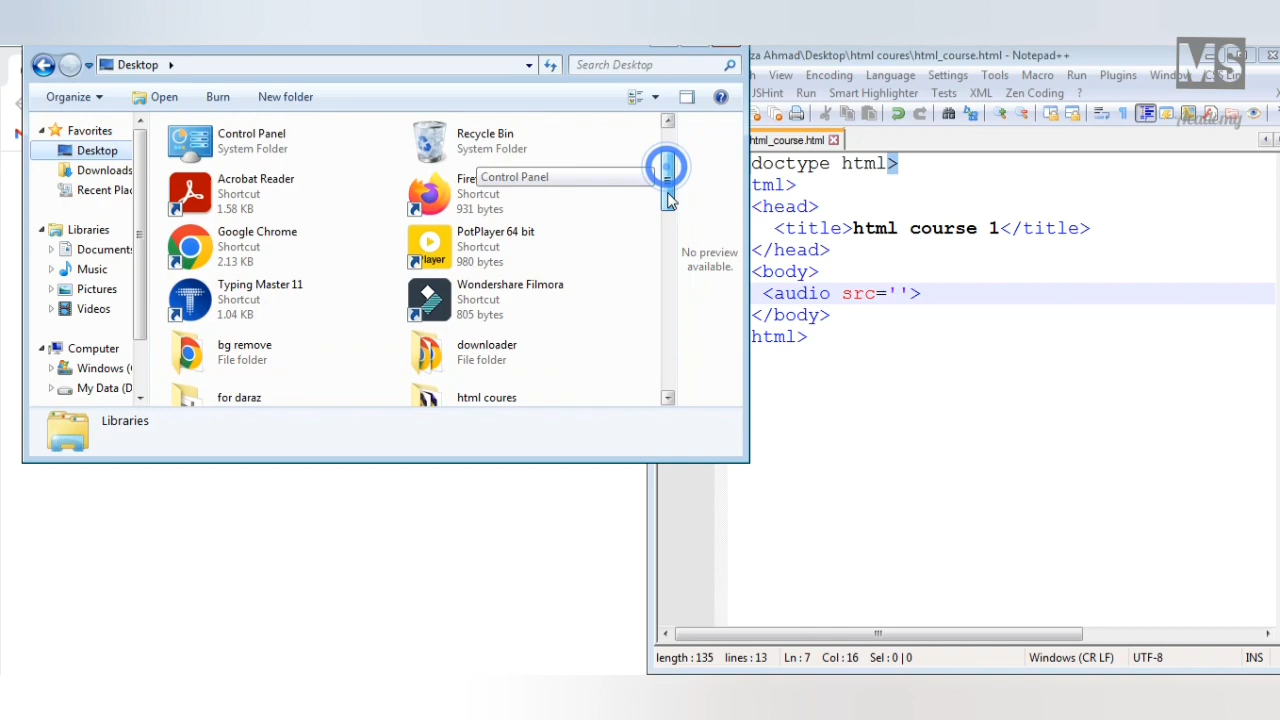 Desktop
Search Desktop
Organize
Open
Burn
New folder
Favorites
Desktop
Downloads
Recent Plac
Libraries
Document
Music
Pictures
Videos
Computer
Windows (
My Data (D
Control Panel
System Folder
Recycle Bin
System Folder
Acrobat Reader
Shortcut
1.58 KB
Fire
Shortcut
931 bytes
Control Panel
Google Chrome
Shortcut
2.13 KB
PotPlayer 64 bit
Shortcut
980 bytes
Player
Typing Master 11
Shortcut
1.04 KB
Wondershare Filmora
Shortcut
805 bytes
bg remove
File folder
downloader
File folder
for daraz
html coures
No preview
available.
Libraries
za Ahmad\Desktop\html coures\html_course.html - Notepad++
View Encoding Language Settings Tools Macro Run Plugins Windo
JSHint Run Smart Highlighter Tests XML Zen Coding ?
MS
Academy
html_course.html
doctype html>
tml>
<head>
<title>html course 1</title>
</head>
<body>
<audio src=''>
</body>
html>
length : 135 lines : 13 Ln : 7 Col : 16 Sel : 0 | 0 Windows (CR LF) UTF-8 INS